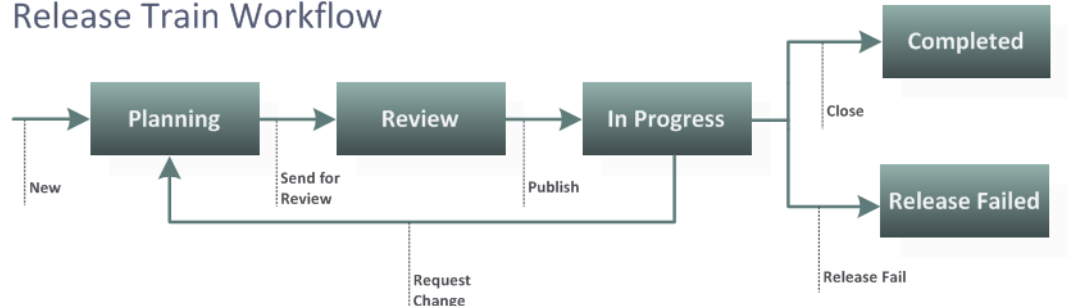 Release Train Workflow
Completed
Planning
Review
In Progress
Close
New
Send for
Review
Publish
Release Failed
Request
Change
Release Fail